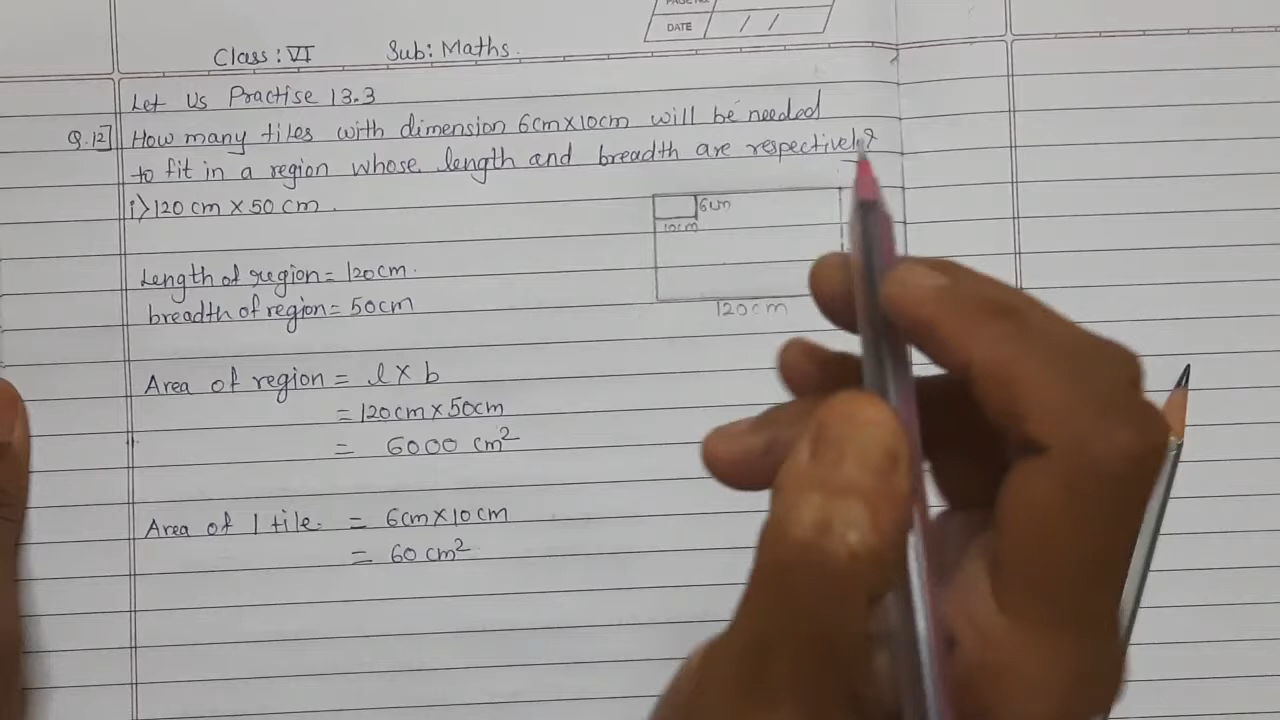 PAGE No.
DATE / /
Class : VI Sub: Maths.
Let Us Practise 13.3
Q.12] How many tiles with dimension 6cm×10cm will be needed
to fit in a region whose length and breadth are respectively?
i) 120 cm × 50 cm.
6cm
10cm
120cm
Length of region = 120cm.
breadth of region = 50cm
Area of region = l × b
= 120cm × 50cm
= 6000 cm²
Area of 1 tile. = 6cm × 10cm
= 60 cm²